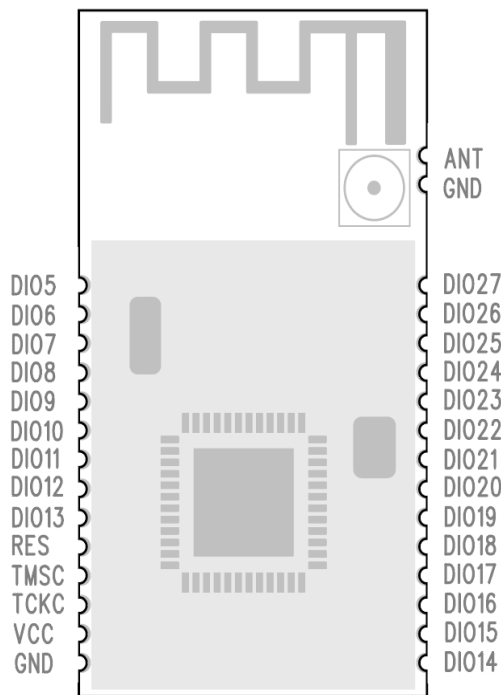 ANT
GND
DIO5
DIO6
DIO7
DIO8
DIO9
DIO10
DIO11
DIO12
DIO13
RES
TMSC
TCKC
VCC
GND
DIO27
DIO26
DIO25
DIO24
DIO23
DIO22
DIO21
DIO20
DIO19
DIO18
DIO17
DIO16
DIO15
DIO14